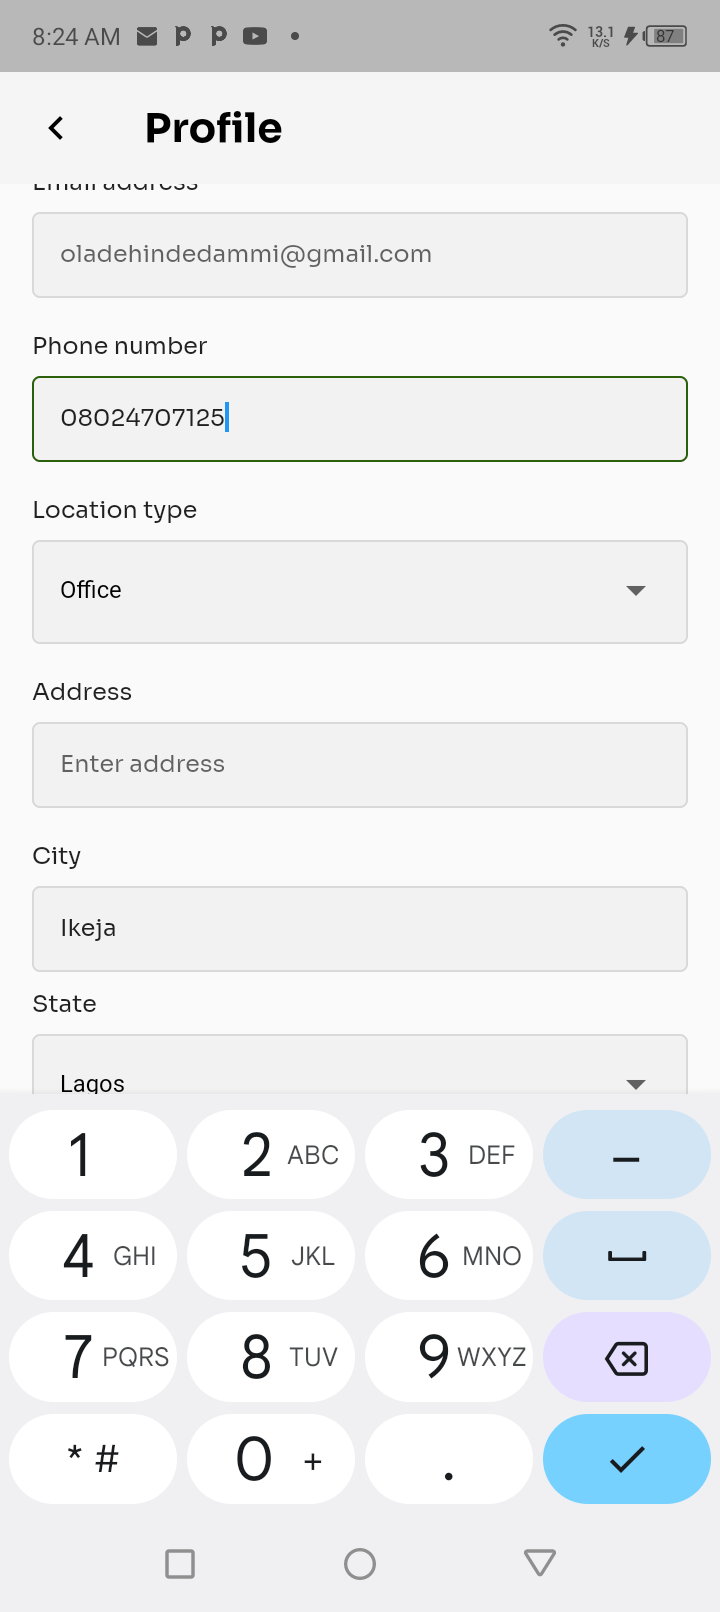 8:24 AM
13.1
K/S
87
Profile
Email address
oladehindedammi@gmail.com
Phone number
08024707125
Location type
Office
Address
Enter address
City
Ikeja
State
Lagos
1
2 ABC
3 DEF
–
4 GHI
5 JKL
6 MNO
7 PQRS
8 TUV
9 WXYZ
* #
0 +
.